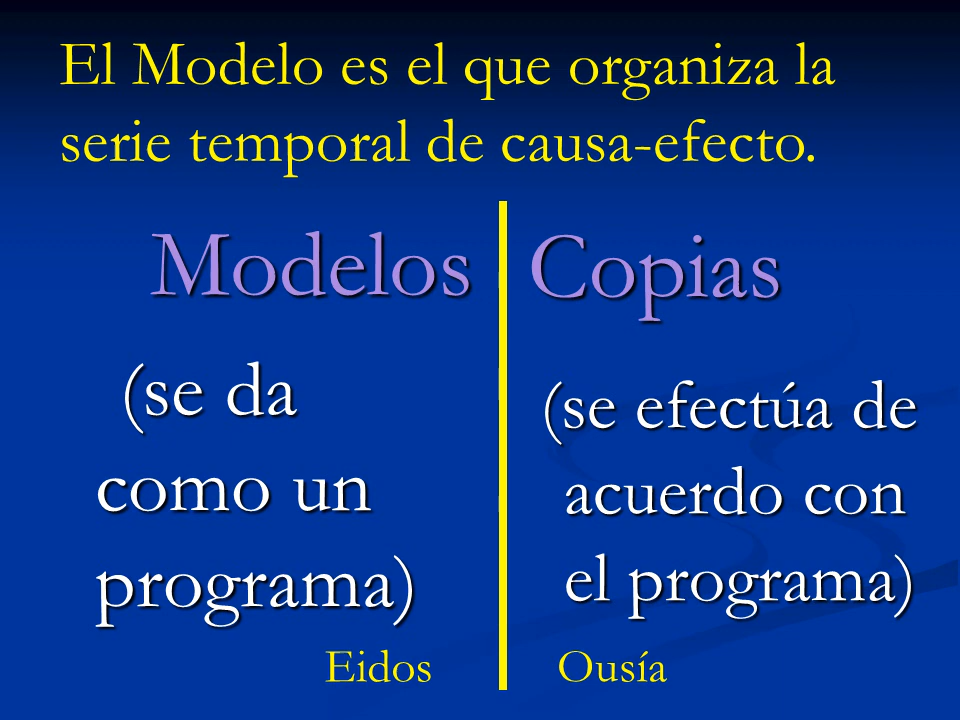 El Modelo es el que organiza la
serie temporal de causa-efecto.
Modelos
(se da
como un
programa)
Eidos
Copias
(se efectúa de
acuerdo con
el programa)
Ousía